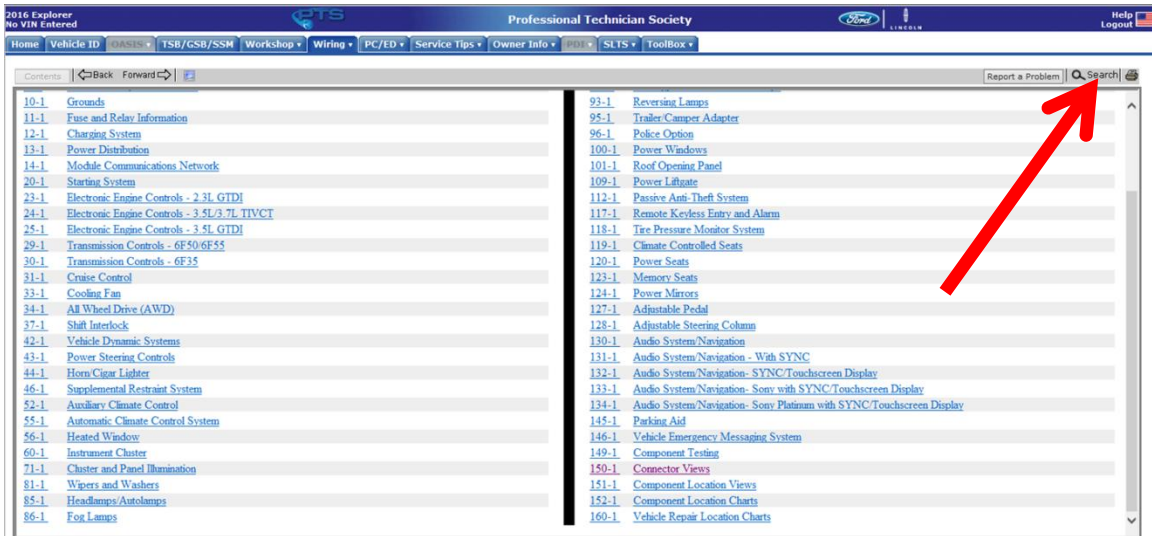 2016 Explorer
No VIN Entered
PTS
Professional Technician Society
Ford
LINCOLN
Help
Logout
Home Vehicle ID OASIS TSB/GSB/SSM Workshop Wiring PC/ED Service Tips Owner Info PDI SLTS ToolBox
Contents Back Forward Report a Problem Search
10-1 Grounds
11-1 Fuse and Relay Information
12-1 Charging System
13-1 Power Distribution
14-1 Module Communications Network
20-1 Starting System
23-1 Electronic Engine Controls - 2.3L GTDI
24-1 Electronic Engine Controls - 3.5L/3.7L TIVCT
25-1 Electronic Engine Controls - 3.5L GTDI
29-1 Transmission Controls - 6F50/6F55
30-1 Transmission Controls - 6F35
31-1 Cruise Control
33-1 Cooling Fan
34-1 All Wheel Drive (AWD)
37-1 Shift Interlock
42-1 Vehicle Dynamic Systems
43-1 Power Steering Controls
44-1 Horn/Cigar Lighter
46-1 Supplemental Restraint System
52-1 Auxiliary Climate Control
55-1 Automatic Climate Control System
56-1 Heated Window
60-1 Instrument Cluster
71-1 Cluster and Panel Illumination
81-1 Wipers and Washers
85-1 Headlamps/Autolamps
86-1 Fog Lamps
93-1 Reversing Lamps
95-1 Trailer/Camper Adapter
96-1 Police Option
100-1 Power Windows
101-1 Roof Opening Panel
109-1 Power Liftgate
112-1 Passive Anti-Theft System
117-1 Remote Keyless Entry and Alarm
118-1 Tire Pressure Monitor System
119-1 Climate Controlled Seats
120-1 Power Seats
123-1 Memory Seats
124-1 Power Mirrors
127-1 Adjustable Pedal
128-1 Adjustable Steering Column
130-1 Audio System/Navigation
131-1 Audio System/Navigation - With SYNC
132-1 Audio System/Navigation- SYNC/Touchscreen Display
133-1 Audio System/Navigation- Sony with SYNC/Touchscreen Display
134-1 Audio System/Navigation- Sony Platinum with SYNC/Touchscreen Display
145-1 Parking Aid
146-1 Vehicle Emergency Messaging System
149-1 Component Testing
150-1 Connector Views
151-1 Component Location Views
152-1 Component Location Charts
160-1 Vehicle Repair Location Charts